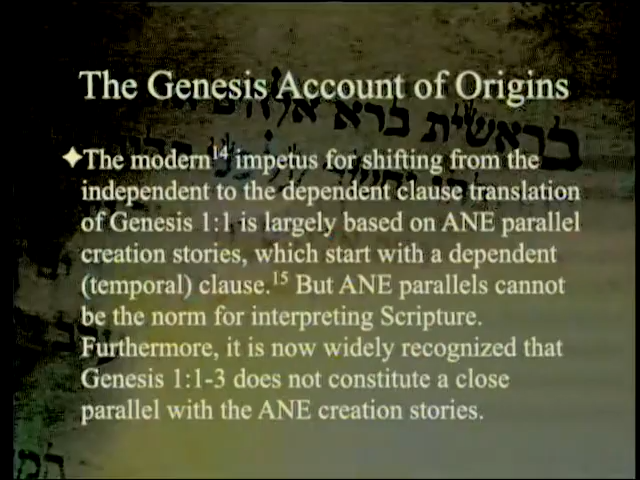 The Genesis Account of Origins
בראשית ברא אלהים
✦The modern¹⁴ impetus for shifting from the
independent to the dependent clause translation
of Genesis 1:1 is largely based on ANE parallel
creation stories, which start with a dependent
(temporal) clause.¹⁵ But ANE parallels cannot
be the norm for interpreting Scripture.
Furthermore, it is now widely recognized that
Genesis 1:1-3 does not constitute a close
parallel with the ANE creation stories.